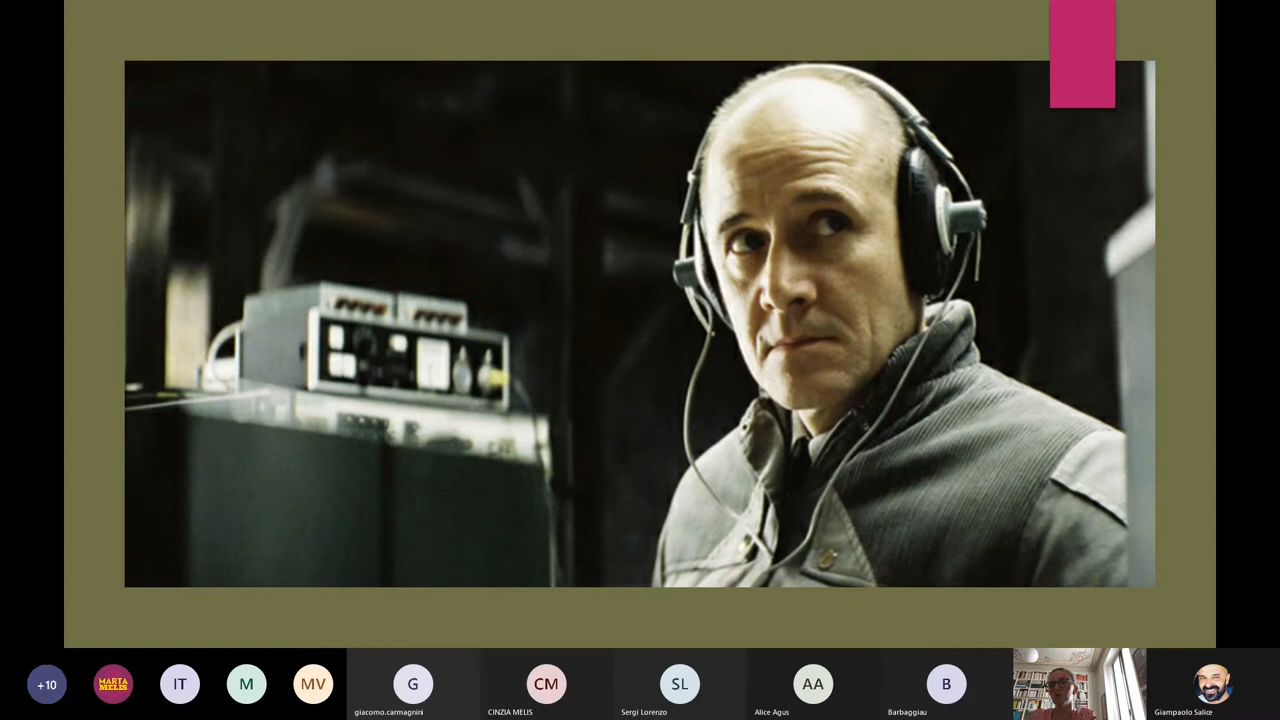 +10
MARTA
MELIS
IT
M
MV
G
giacomo.carmagnini
CM
CINZIA MELIS
SL
Sergi Lorenzo
AA
Alice Agus
B
Barbaggiau
Giampaolo Salice